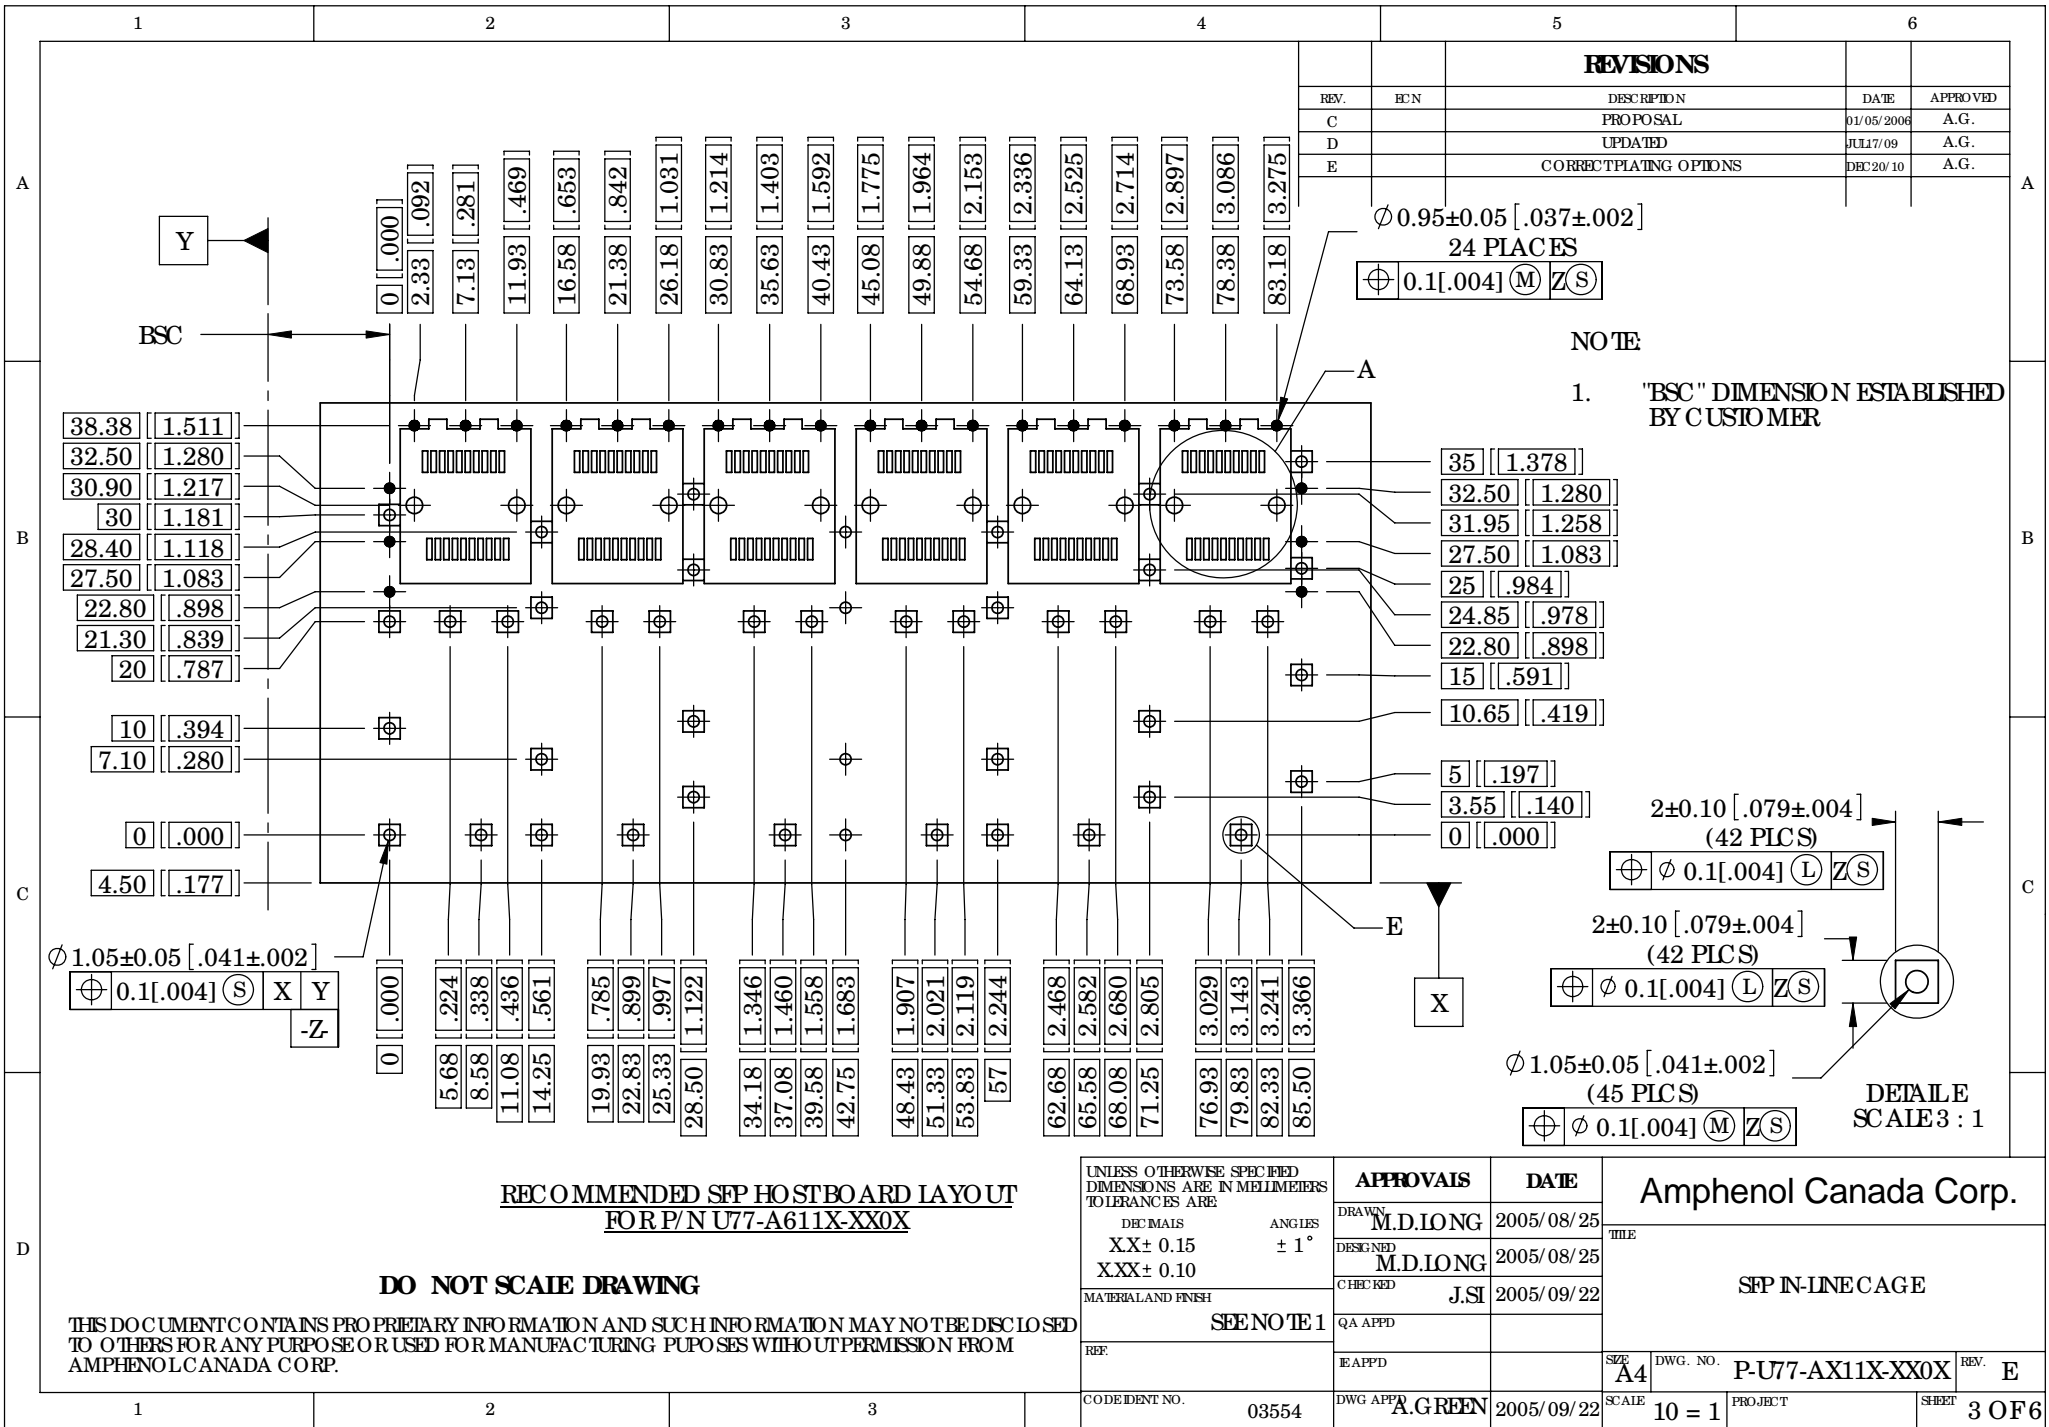 1 2 3 4 5 6
REVISIONS
REV. ECN DESCRIPTION DATE APPROVED
C PROPOSAL 01/05/2006 A.G.
D UPDATED JUL17/09 A.G.
E CORRECT PLATING OPTIONS DEC20/10 A.G.
A A
Y
BSC
0 [.000]
2.33 [.092]
7.13 [.281]
11.93 [.469]
16.58 [.653]
21.38 [.842]
26.18 [1.031]
30.83 [1.214]
35.63 [1.403]
40.43 [1.592]
45.08 [1.775]
49.88 [1.964]
54.68 [2.153]
59.33 [2.336]
64.13 [2.525]
68.93 [2.714]
73.58 [2.897]
78.38 [3.086]
83.18 [3.275]
∅0.95±0.05 [.037±.002]
24 PLACES
⌖ 0.1[.004] Ⓜ Z Ⓢ
NOTE:
1. "BSC" DIMENSION ESTABLISHED
BY CUSTOMER
A
B B
38.38 [1.511]
32.50 [1.280]
30.90 [1.217]
30 [1.181]
28.40 [1.118]
27.50 [1.083]
22.80 [.898]
21.30 [.839]
20 [.787]
10 [.394]
7.10 [.280]
0 [.000]
4.50 [.177]
35 [1.378]
32.50 [1.280]
31.95 [1.258]
27.50 [1.083]
25 [.984]
24.85 [.978]
22.80 [.898]
15 [.591]
10.65 [.419]
5 [.197]
3.55 [.140]
0 [.000]
C C
E
X
∅1.05±0.05 [.041±.002]
⌖ 0.1[.004] Ⓢ X Y
-Z-
0 [.000]
5.68 [.224]
8.58 [.338]
11.08 [.436]
14.25 [.561]
19.93 [.785]
22.83 [.899]
25.33 [.997]
28.50 [1.122]
34.18 [1.346]
37.08 [1.460]
39.58 [1.558]
42.75 [1.683]
48.43 [1.907]
51.33 [2.021]
53.83 [2.119]
57 [2.244]
62.68 [2.468]
65.58 [2.582]
68.08 [2.680]
71.25 [2.805]
76.93 [3.029]
79.83 [3.143]
82.33 [3.241]
85.50 [3.366]
2±0.10 [.079±.004]
(42 PLCS)
⌖ ∅ 0.1[.004] Ⓛ Z Ⓢ
2±0.10 [.079±.004]
(42 PLCS)
⌖ ∅ 0.1[.004] Ⓛ Z Ⓢ
∅1.05±0.05 [.041±.002]
(45 PLCS)
⌖ ∅ 0.1[.004] Ⓜ Z Ⓢ
DETAIL E
SCALE 3 : 1
D
RECOMMENDED SFP HOST BOARD LAYOUT
FOR P/N U77-A611X-XX0X
DO NOT SCALE DRAWING
THIS DOCUMENT CONTAINS PROPRIETARY INFORMATION AND SUCH INFORMATION MAY NOT BE DISCLOSED
TO OTHERS FOR ANY PURPOSE OR USED FOR MANUFACTURING PUPOSES WITHOUT PERMISSION FROM
AMPHENOL CANADA CORP.
UNLESS OTHERWISE SPECIFIED
DIMENSIONS ARE IN MELLIMETERS
TOLERANCES ARE:
DECIMALS ANGLES
X.X± 0.15 ± 1°
X.XX± 0.10
MATERIAL AND FINISH
SEE NOTE 1
REF.
CODE IDENT NO. 03554
APPROVALS DATE
DRAWN M.D.LONG 2005/08/25
DESIGNED M.D.LONG 2005/08/25
CHECKED J.SI 2005/09/22
QA APPD
IE APP'D
DWG APPD A.GREEN 2005/09/22
Amphenol Canada Corp.
TITLE
SFP IN-LINE CAGE
SIZE A4 DWG. NO. P-U77-AX11X-XX0X REV. E
SCALE 10 = 1 PROJECT SHEET 3 OF 6
1 2 3